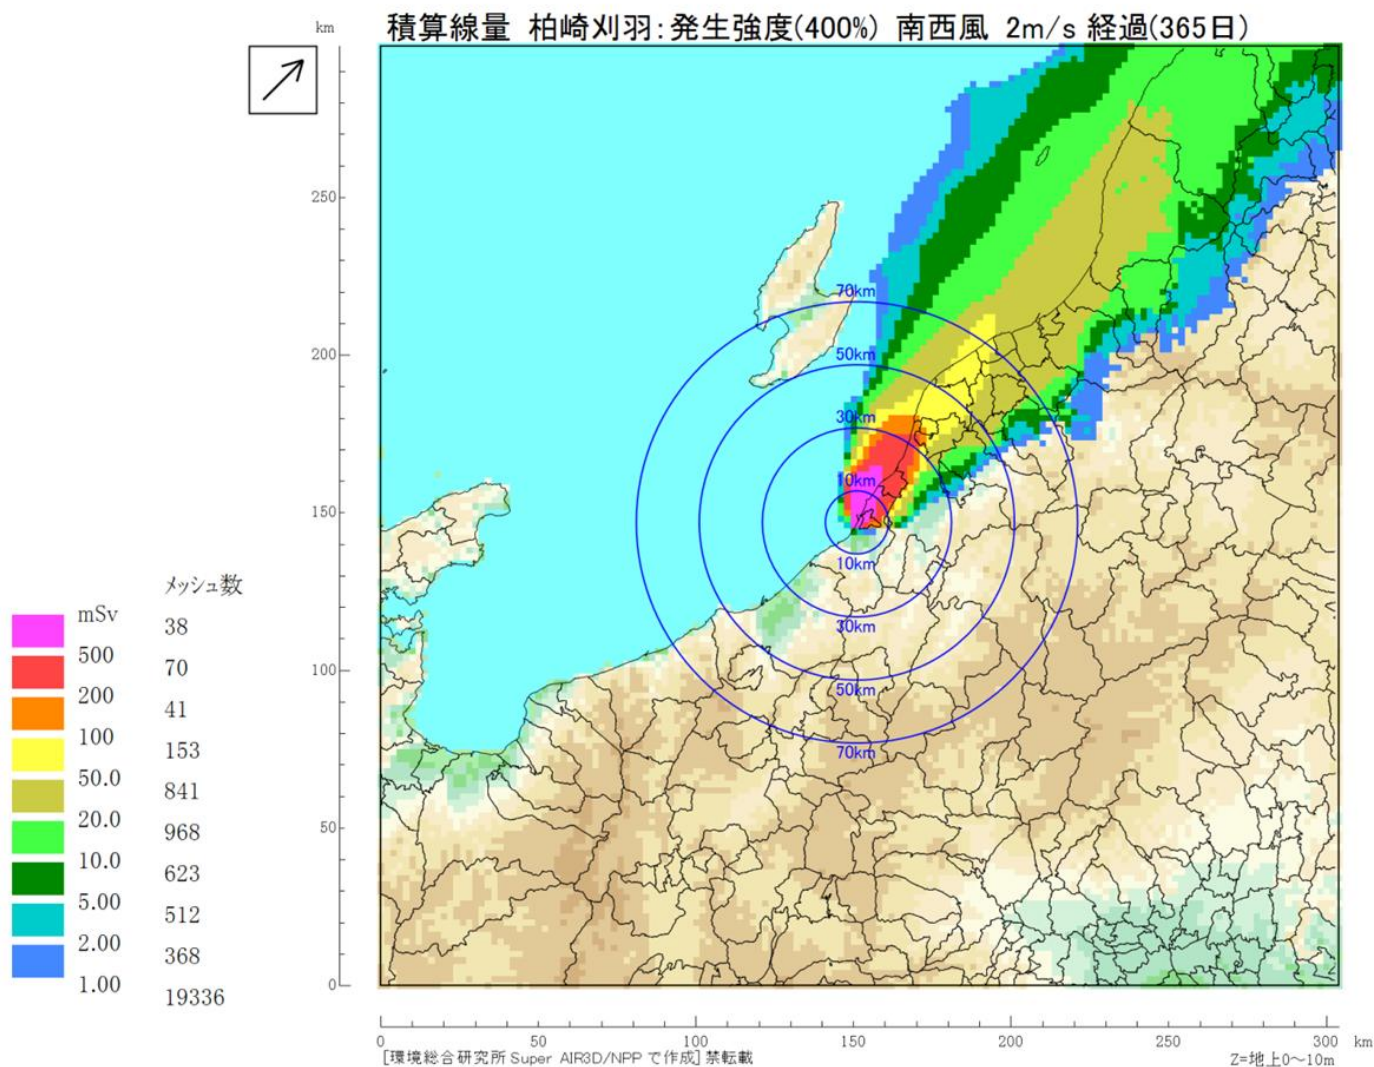 積算線量 柏崎刈羽:発生強度(400%) 南西風 2m/s 経過(365日)
km
250
200
150
100
50
0
70km
50km
30km
10km
10km
30km
50km
70km
メッシュ数
mSv
38
500
70
200
41
100
153
50.0
841
20.0
968
10.0
623
5.00
512
2.00
368
1.00
19336
0 50 100 150 200 250 300 km
[環境総合研究所 Super AIR3D/NPP で作成] 禁転載
Z=地上0~10m